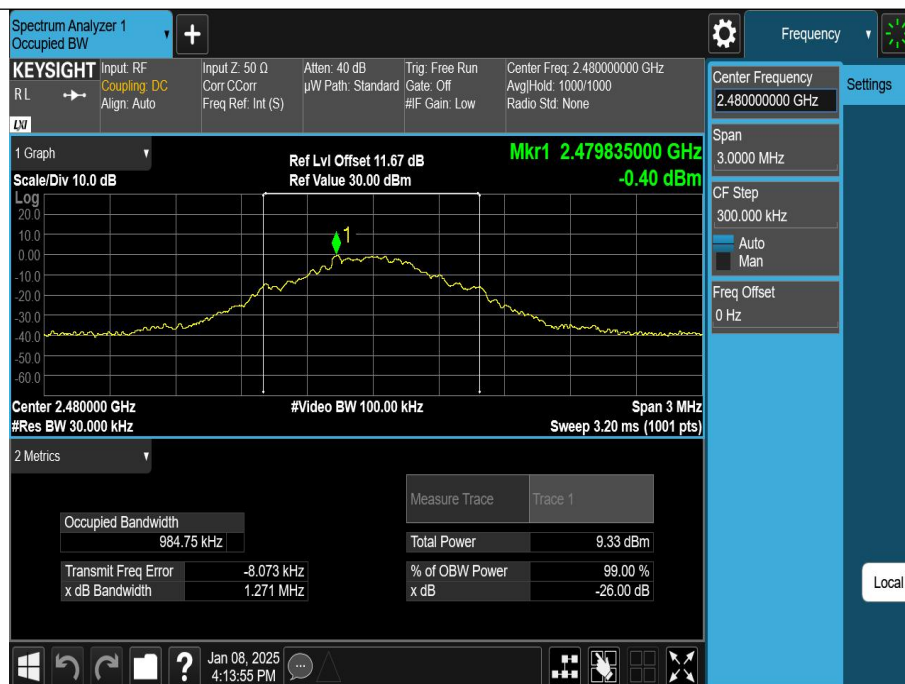 Spectrum Analyzer 1
Occupied BW
Frequency
KEYSIGHT
R L
LXI
Input: RF
Coupling: DC
Align: Auto
Input Z: 50 Ω
Corr CCorr
Freq Ref: Int (S)
Atten: 40 dB
µW Path: Standard
Trig: Free Run
Gate: Off
#IF Gain: Low
Center Freq: 2.480000000 GHz
Avg|Hold: 1000/1000
Radio Std: None
Center Frequency
2.480000000 GHz
Settings
Span
3.0000 MHz
CF Step
300.000 kHz
Auto
Man
Freq Offset
0 Hz
Local
1 Graph
Scale/Div 10.0 dB
Ref Lvl Offset 11.67 dB
Ref Value 30.00 dBm
Mkr1 2.479835000 GHz
-0.40 dBm
Log
20.0
10.0
0.00
-10.0
-20.0
-30.0
-40.0
-50.0
-60.0
1
Center 2.480000 GHz
#Res BW 30.000 kHz
#Video BW 100.00 kHz
Span 3 MHz
Sweep 3.20 ms (1001 pts)
2 Metrics
Measure Trace
Trace 1
Occupied Bandwidth
984.75 kHz
Total Power
9.33 dBm
Transmit Freq Error
-8.073 kHz
% of OBW Power
99.00 %
x dB Bandwidth
1.271 MHz
x dB
-26.00 dB
?
Jan 08, 2025
4:13:55 PM